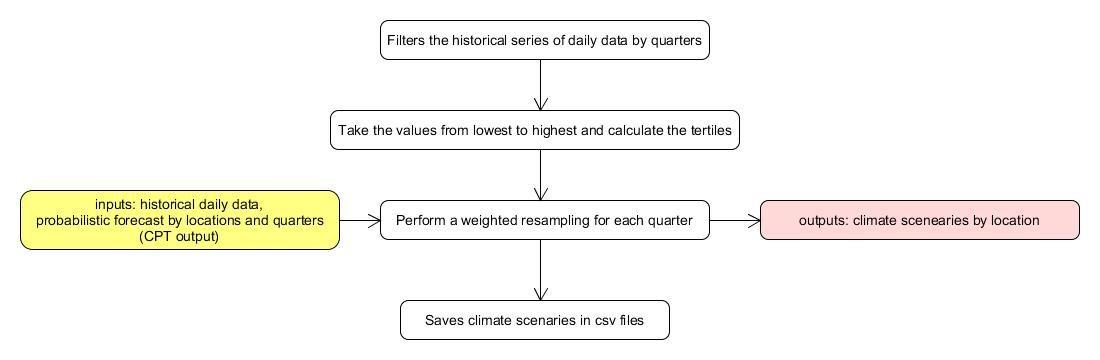 Filters the historical series of daily data by quarters
Take the values from lowest to highest and calculate the tertiles
inputs: historical daily data,
probabilistic forecast by locations and quarters
(CPT output)
Perform a weighted resampling for each quarter
outputs: climate scenearies by location
Saves climate scenaries in csv files